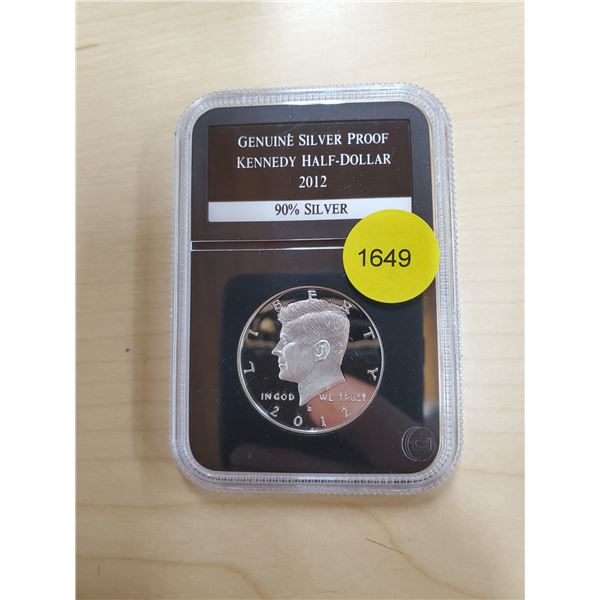 GENUINE SILVER PROOF
KENNEDY HALF-DOLLAR
2012
90% SILVER
1649
LIBERTY
IN GOD WE TRUST
S
2012